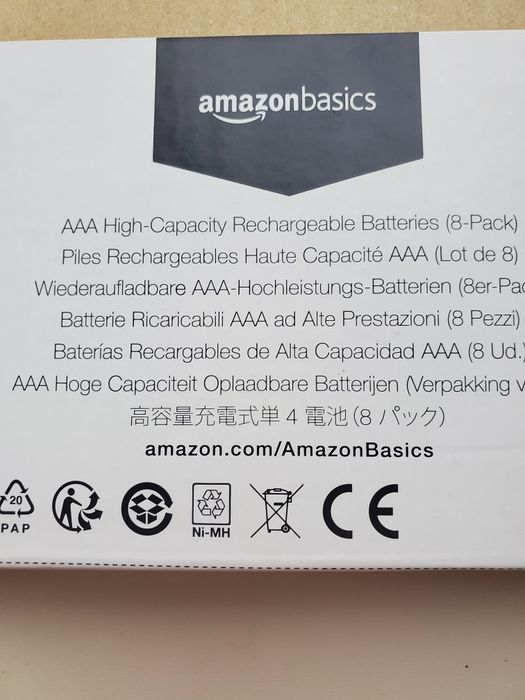 amazonbasics
AAA High-Capacity Rechargeable Batteries (8-Pack)
Piles Rechargeables Haute Capacité AAA (Lot de 8)
Wiederaufladbare AAA-Hochleistungs-Batterien (8er-Pac
Batterie Ricaricabili AAA ad Alte Prestazioni (8 Pezzi)
Baterías Recargables de Alta Capacidad AAA (8 Ud.
AAA Hoge Capaciteit Oplaadbare Batterijen (Verpakking v
高容量充電式単4電池(8パック)
amazon.com/AmazonBasics
20
PAP
Ni-MH
CE